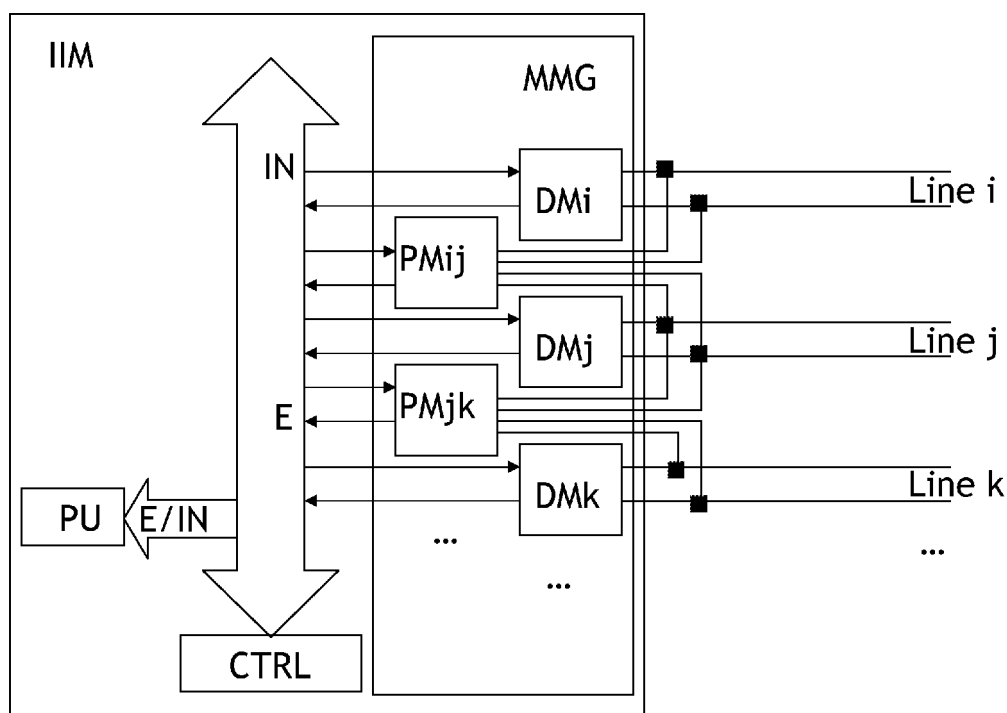 IIM
MMG
IN
DMi
Line i
PMij
DMj
Line j
PMjk
E
DMk
Line k
PU
E/IN
...
...
...
CTRL